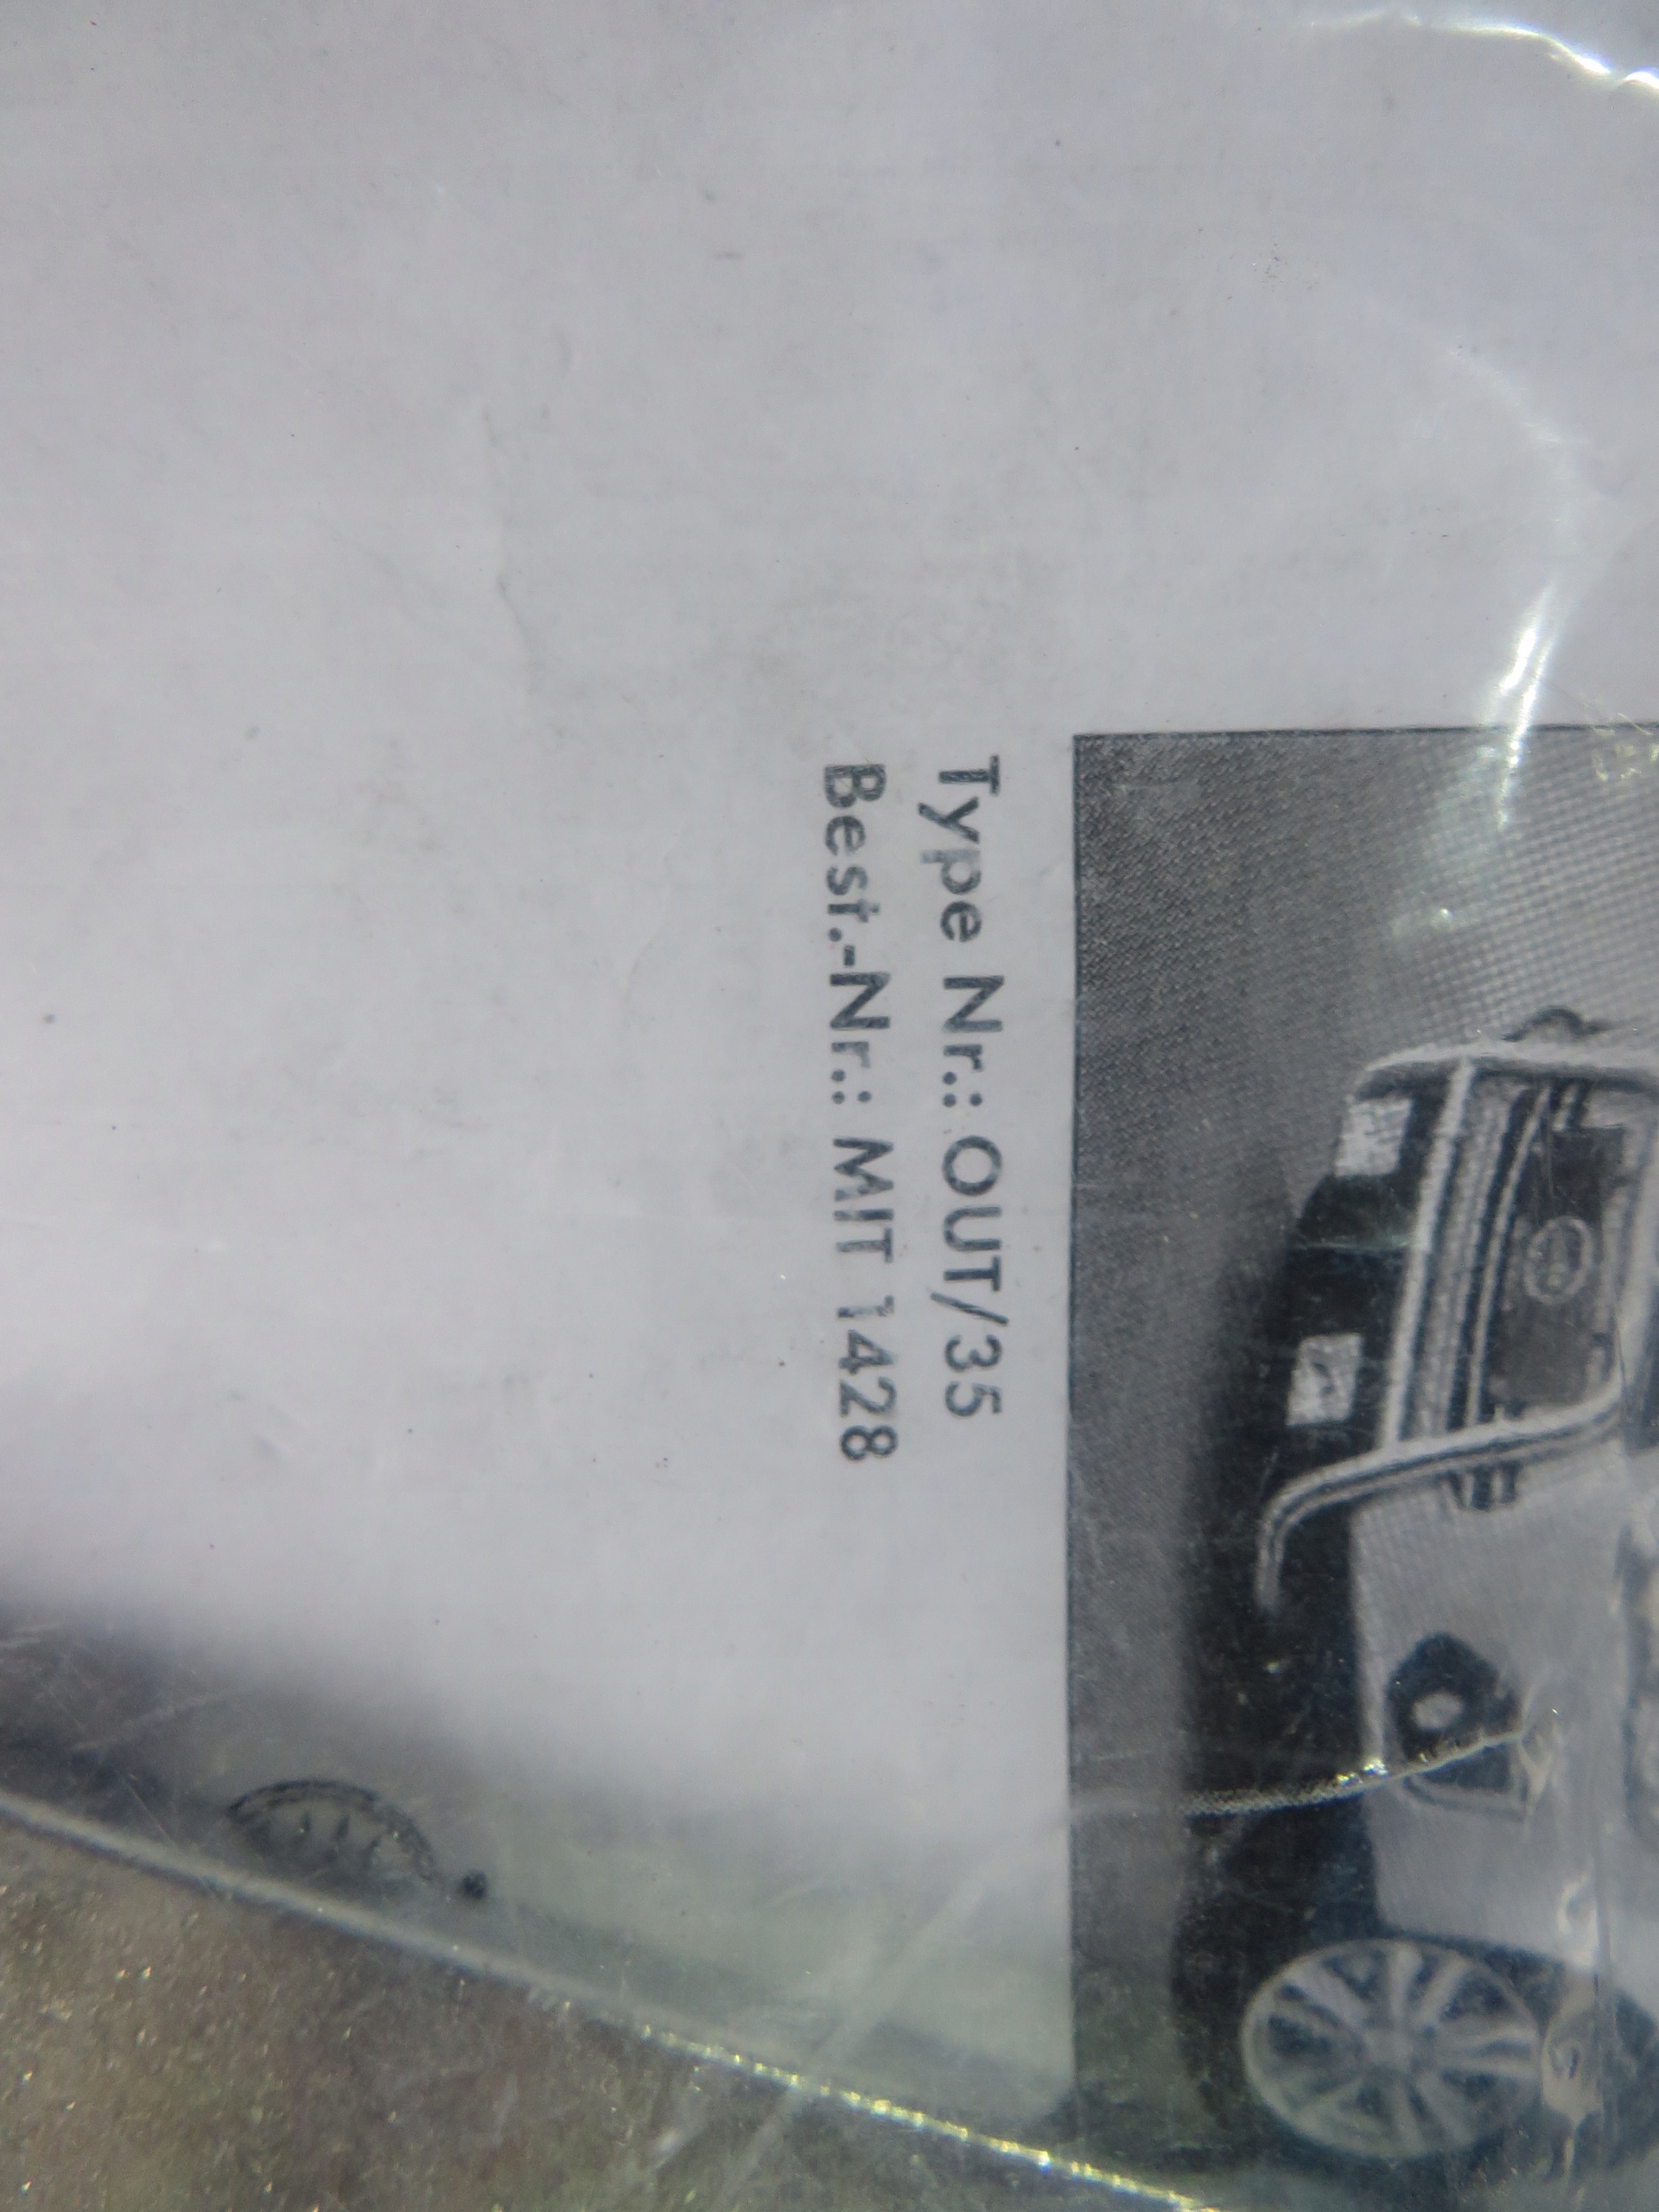 Type Nr.: OUT/35
Best.-Nr.: MIT 1428